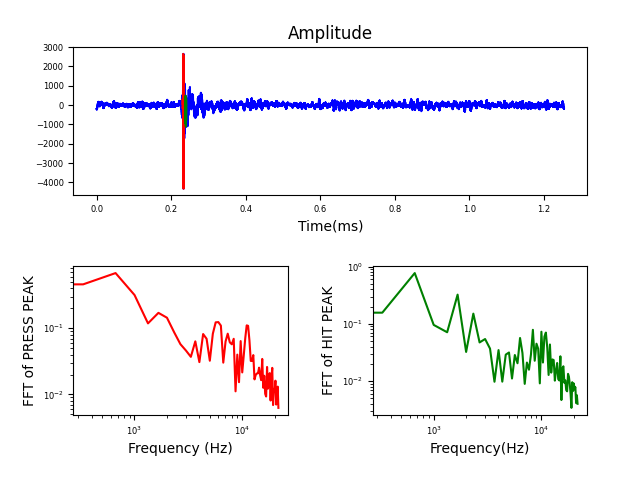 Amplitude
3000
2000
1000
0
−1000
−2000
−3000
−4000
0.0 0.2 0.4 0.6 0.8 1.0 1.2
Time(ms)
FFT of PRESS PEAK
10⁻¹
10⁻²
10³ 10⁴
Frequency (Hz)
FFT of HIT PEAK
10⁰
10⁻¹
10⁻²
10³ 10⁴
Frequency(Hz)